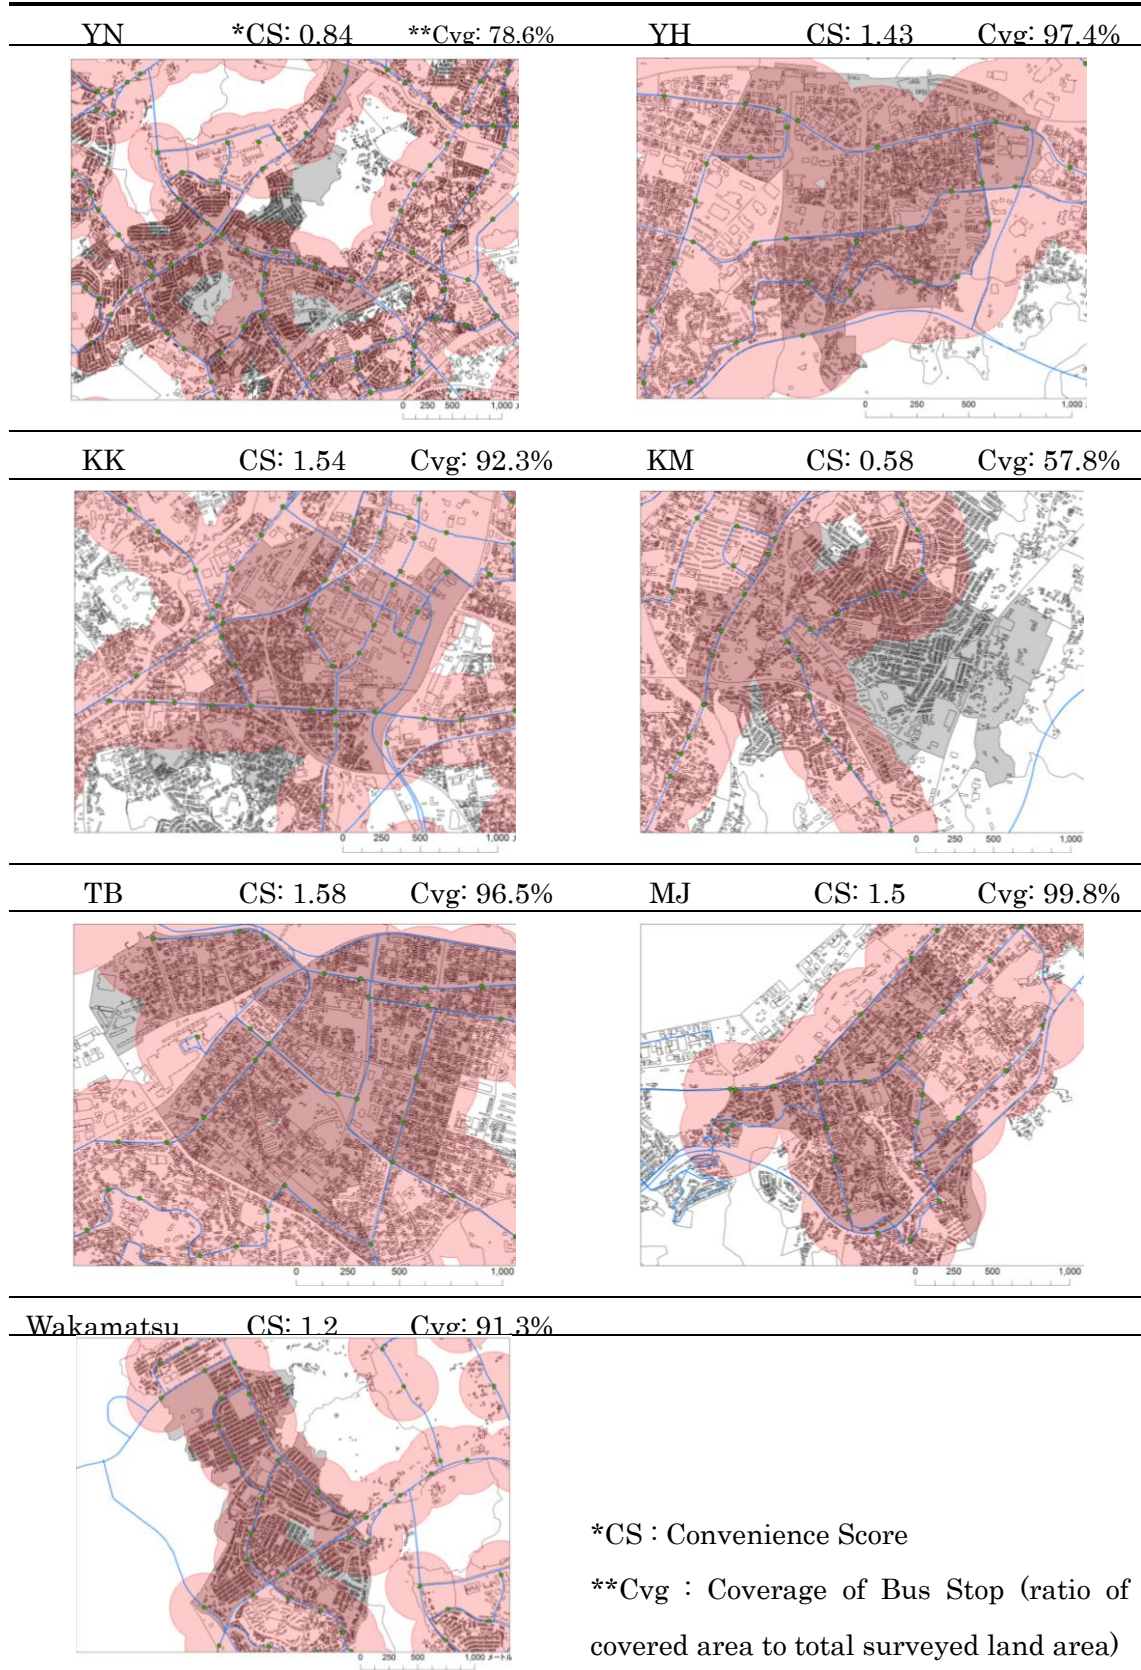 YN *CS: 0.84 **Cvg: 78.6% YH CS: 1.43 Cvg: 97.4%
0 250 500 1,000 0 250 500 1,000
KK CS: 1.54 Cvg: 92.3% KM CS: 0.58 Cvg: 57.8%
0 250 500 1,000 0 250 500 1,000
TB CS: 1.58 Cvg: 96.5% MJ CS: 1.5 Cvg: 99.8%
0 250 500 1,000 0 250 500 1,000
Wakamatsu CS: 1.2 Cvg: 91.3%
*CS : Convenience Score
**Cvg : Coverage of Bus Stop (ratio of
covered area to total surveyed land area)
0 250 500 1,000 メートル